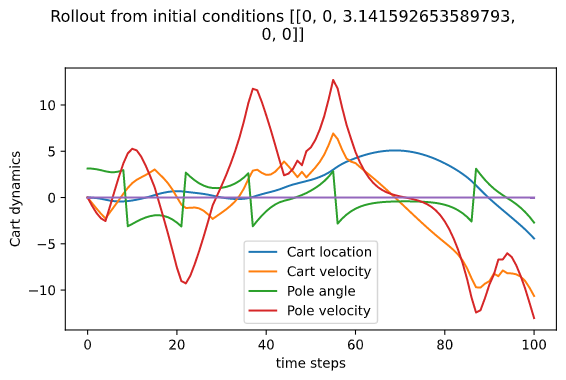 Rollout from initial conditions [[0, 0, 3.141592653589793,
0, 0]]
Cart dynamics
10
5
0
−5
−10
Cart location
Cart velocity
Pole angle
Pole velocity
0 20 40 60 80 100
time steps